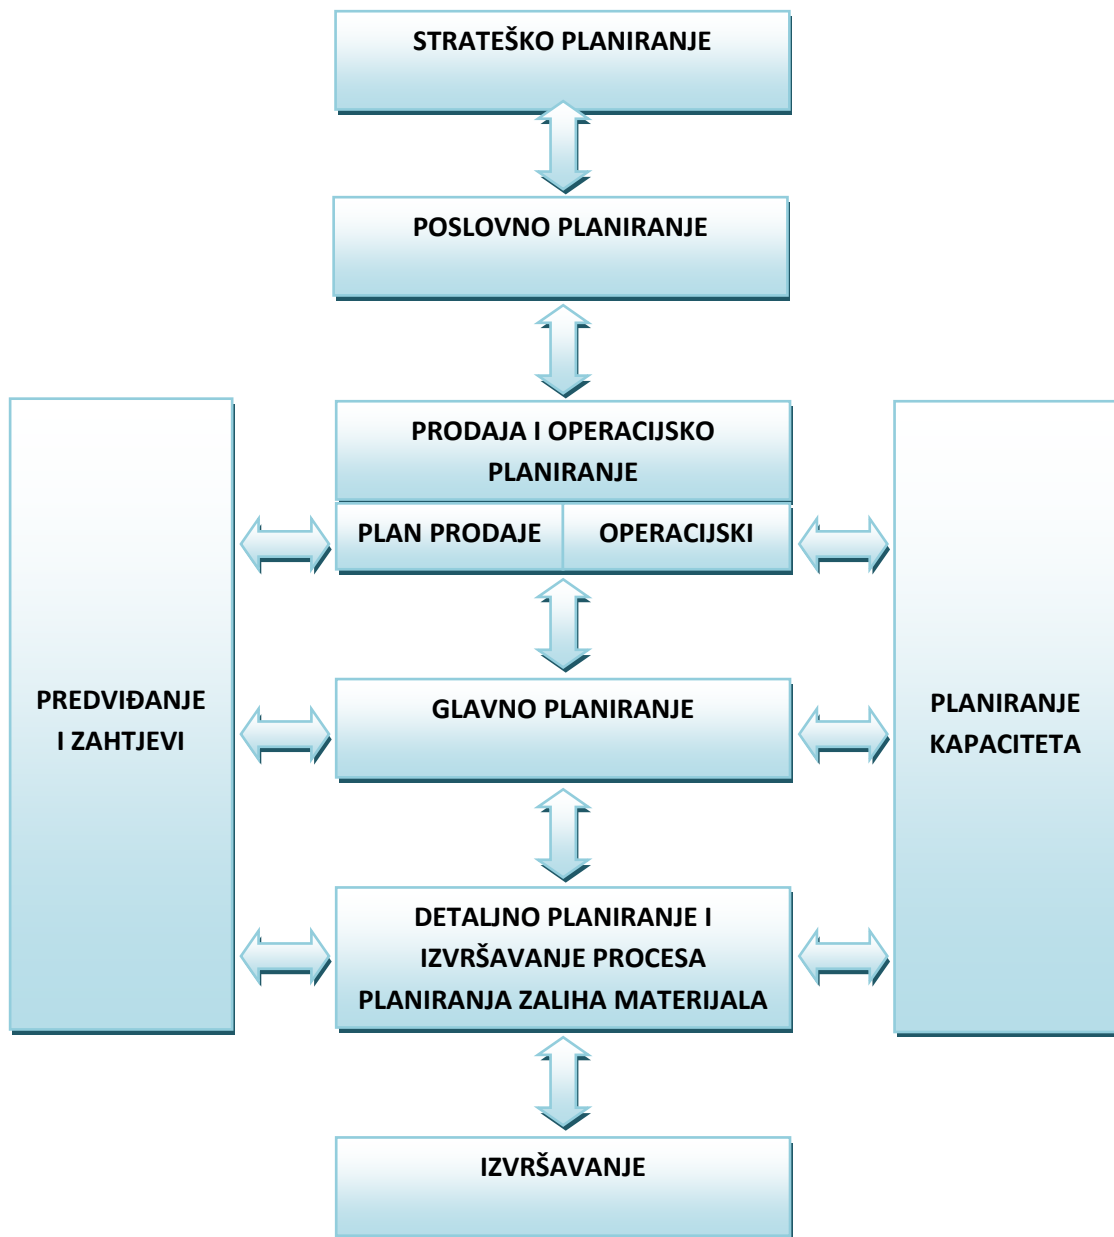 STRATEŠKO PLANIRANJE
POSLOVNO PLANIRANJE
PRODAJA I OPERACIJSKO
PLANIRANJE
PLAN PRODAJE
OPERACIJSKI
PREDVIĐANJE
I ZAHTJEVI
GLAVNO PLANIRANJE
PLANIRANJE
KAPACITETA
DETALJNO PLANIRANJE I
IZVRŠAVANJE PROCESA
PLANIRANJA ZALIHA MATERIJALA
IZVRŠAVANJE